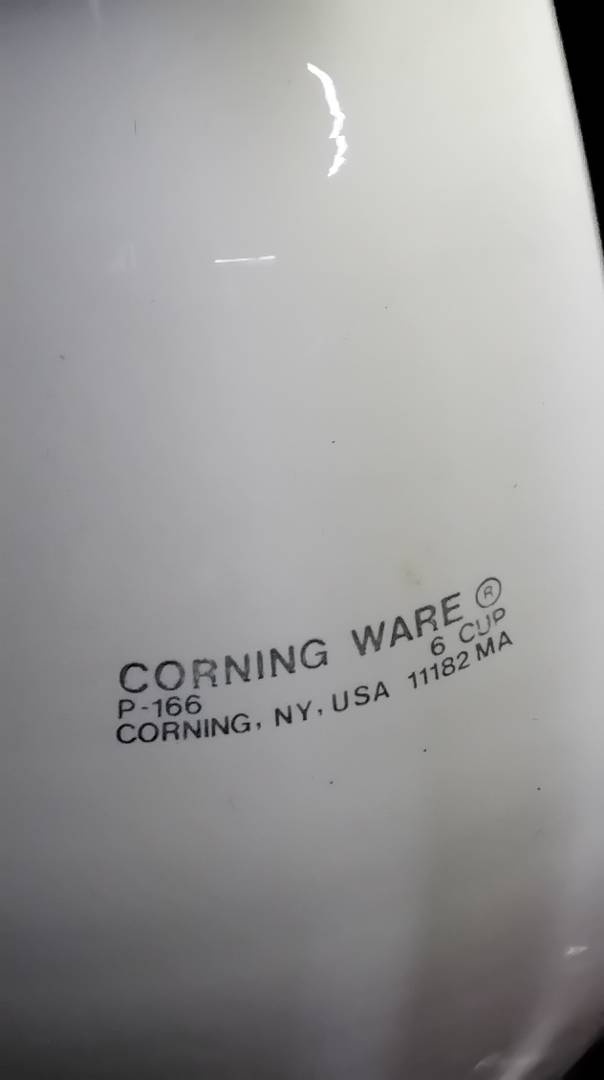 CORNING WARE ®
P-166 6 CUP
CORNING, NY, USA 11182 MA